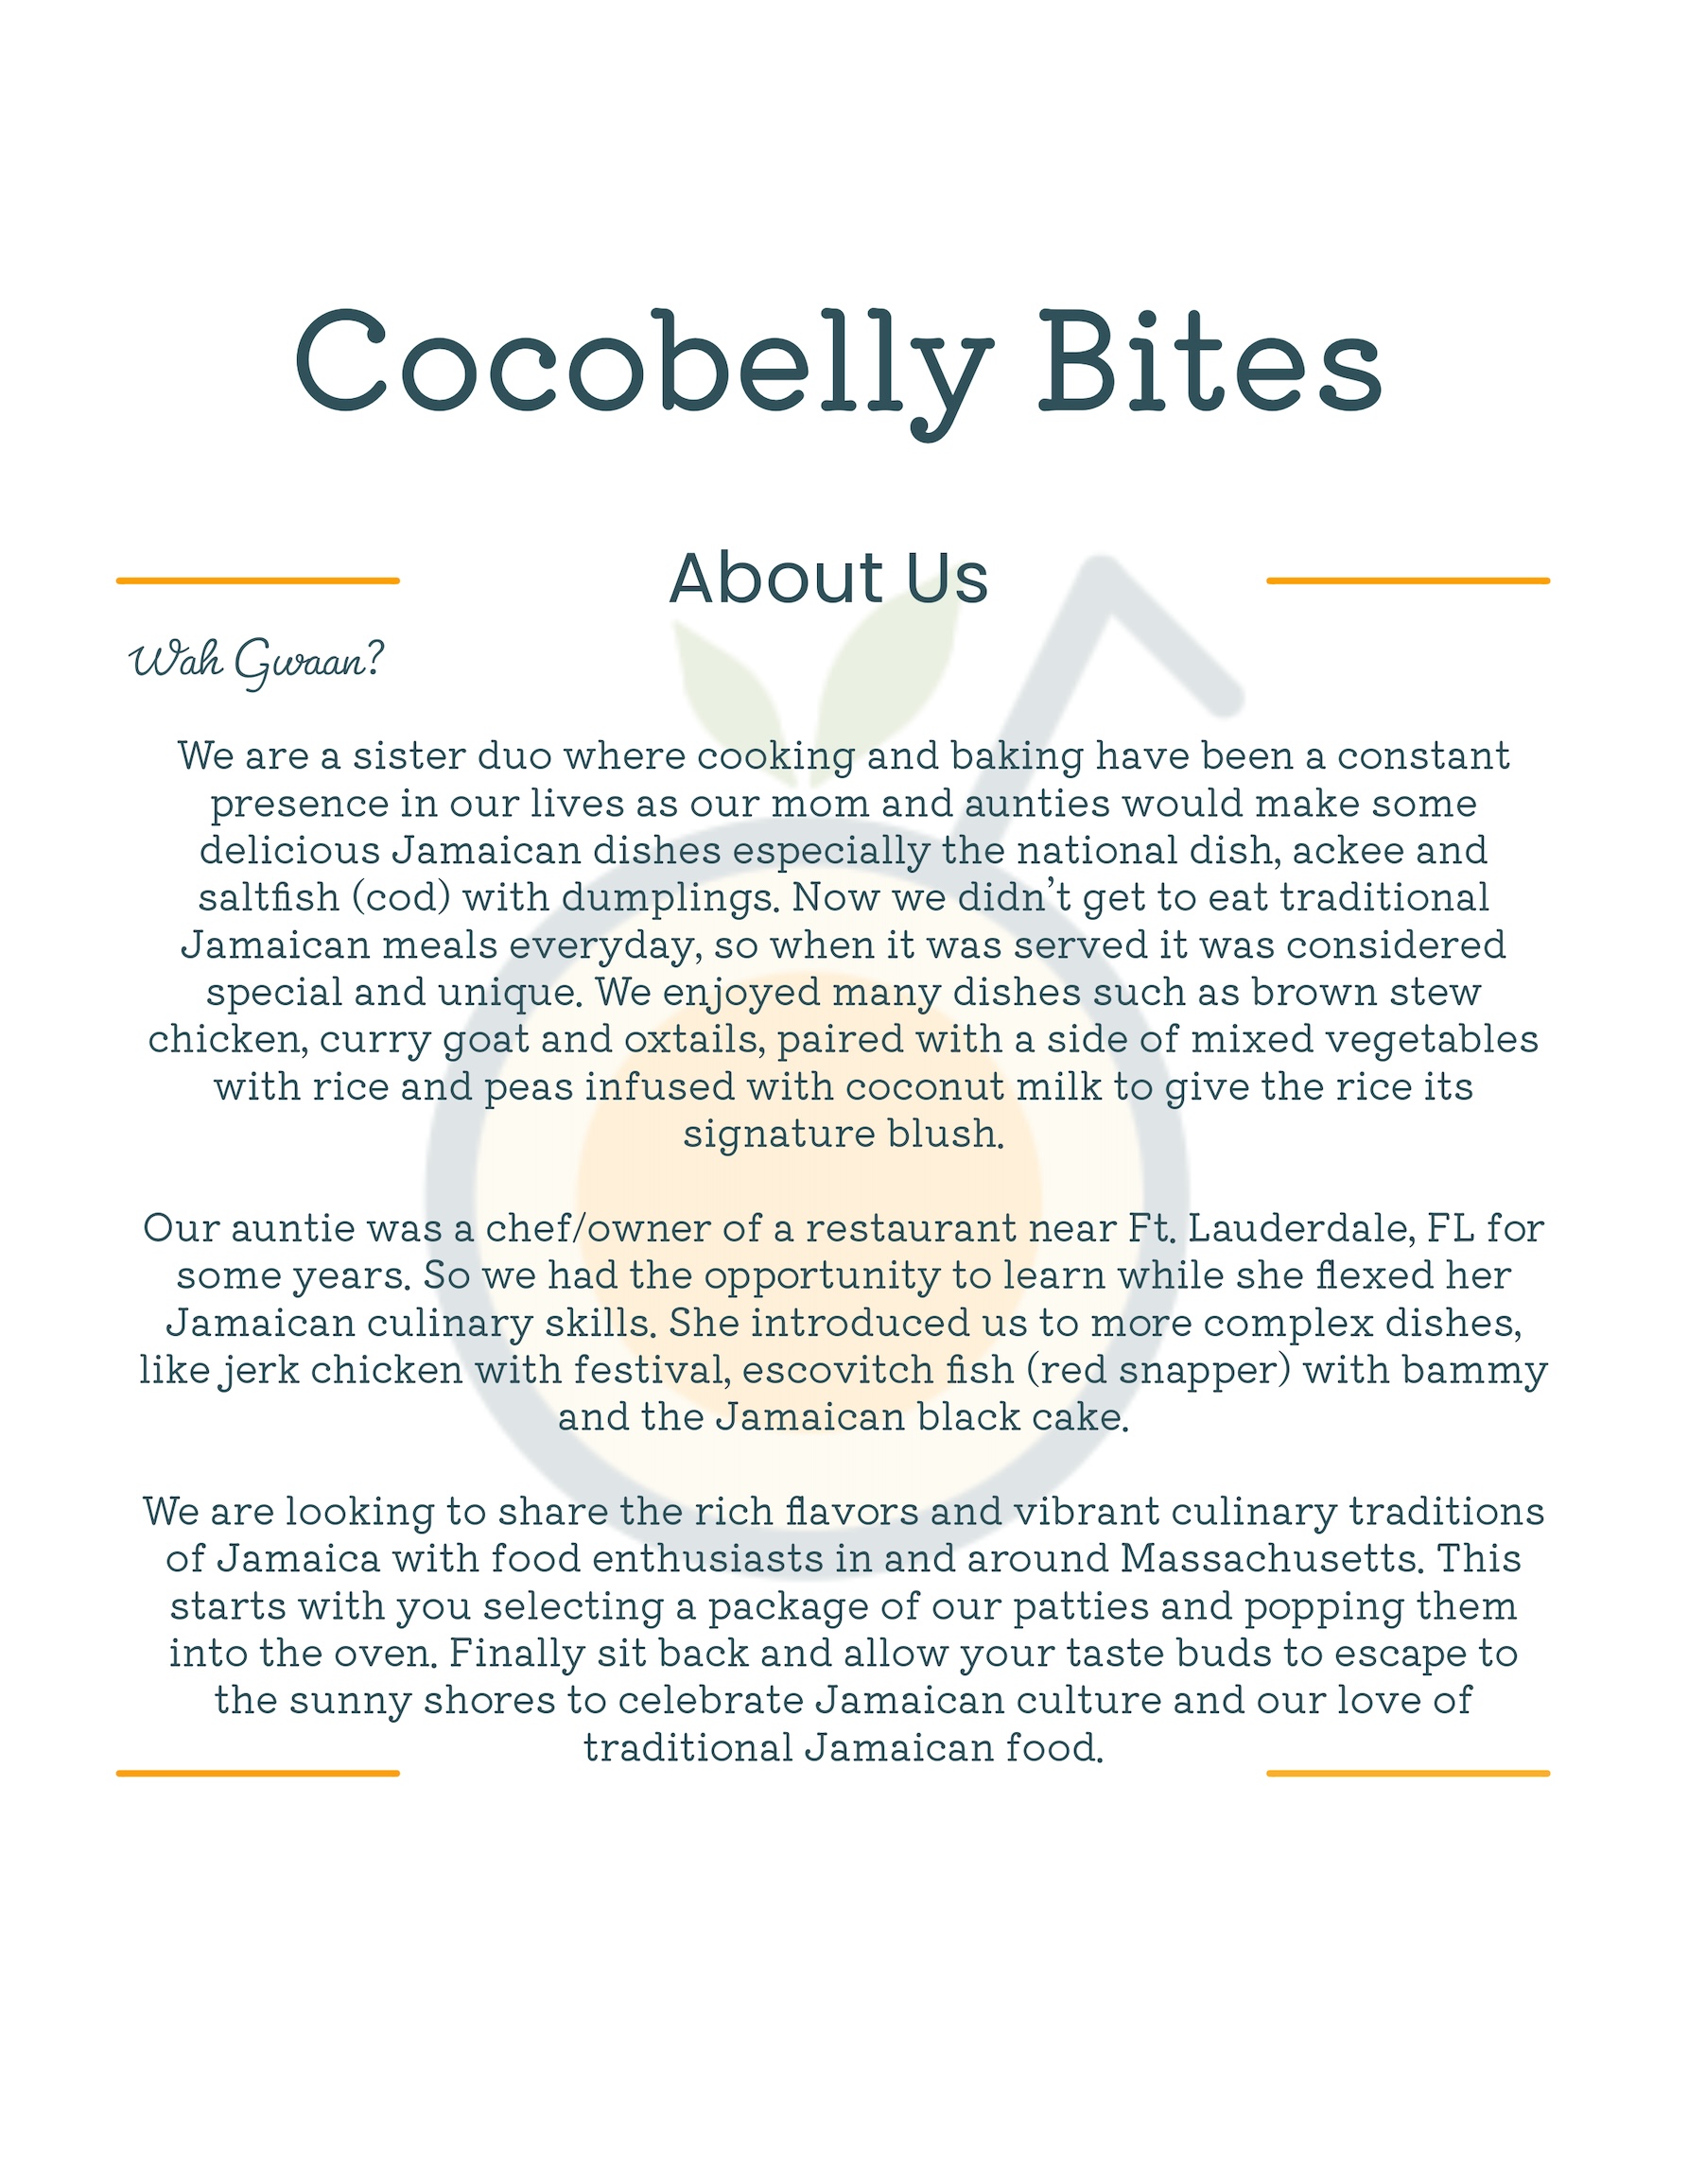 Cocobelly Bites
About Us
Wah Gwaan?
We are a sister duo where cooking and baking have been a constant
presence in our lives as our mom and aunties would make some
delicious Jamaican dishes especially the national dish, ackee and
saltfish (cod) with dumplings. Now we didn’t get to eat traditional
Jamaican meals everyday, so when it was served it was considered
special and unique. We enjoyed many dishes such as brown stew
chicken, curry goat and oxtails, paired with a side of mixed vegetables
with rice and peas infused with coconut milk to give the rice its
signature blush.
Our auntie was a chef/owner of a restaurant near Ft. Lauderdale, FL for
some years. So we had the opportunity to learn while she flexed her
Jamaican culinary skills. She introduced us to more complex dishes,
like jerk chicken with festival, escovitch fish (red snapper) with bammy
and the Jamaican black cake.
We are looking to share the rich flavors and vibrant culinary traditions
of Jamaica with food enthusiasts in and around Massachusetts. This
starts with you selecting a package of our patties and popping them
into the oven. Finally sit back and allow your taste buds to escape to
the sunny shores to celebrate Jamaican culture and our love of
traditional Jamaican food.